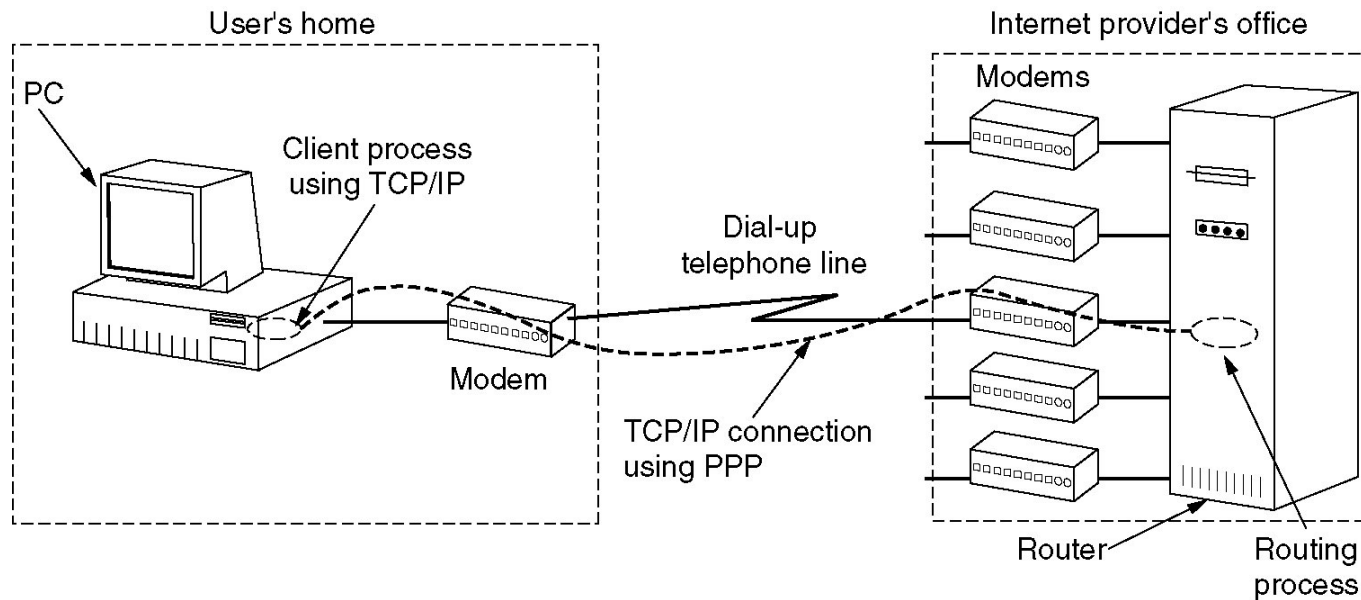 User's home
Internet provider's office
PC
Client process
using TCP/IP
Modems
Dial-up
telephone line
Modem
TCP/IP connection
using PPP
Router
Routing
process